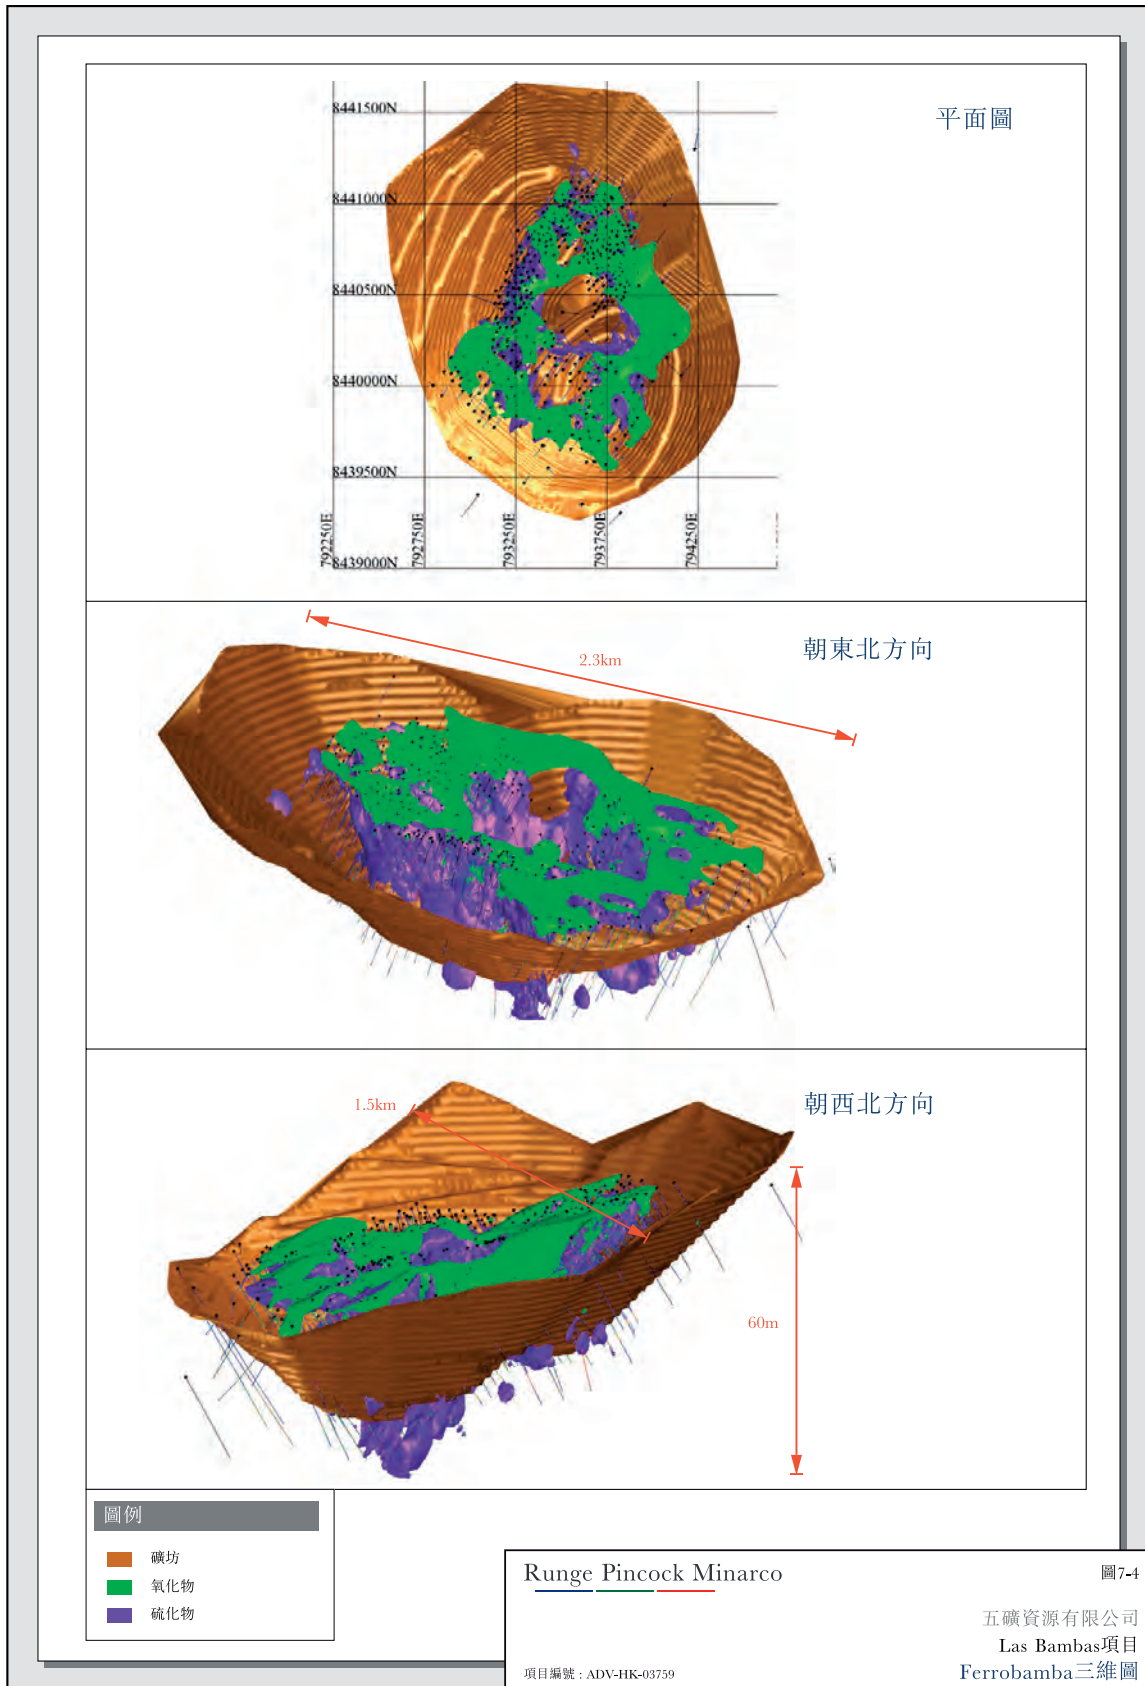 平面圖
8441500N
8441000N
8440500N
8440000N
8439500N
8439000N
792250E
792750E
793250E
793750E
794250E
朝東北方向
2.3km
朝西北方向
1.5km
60m
圖例
礦坊
氧化物
硫化物
Runge Pincock Minarco
圖7-4
五礦資源有限公司
Las Bambas項目
項目編號 : ADV-HK-03759
Ferrobamba三維圖